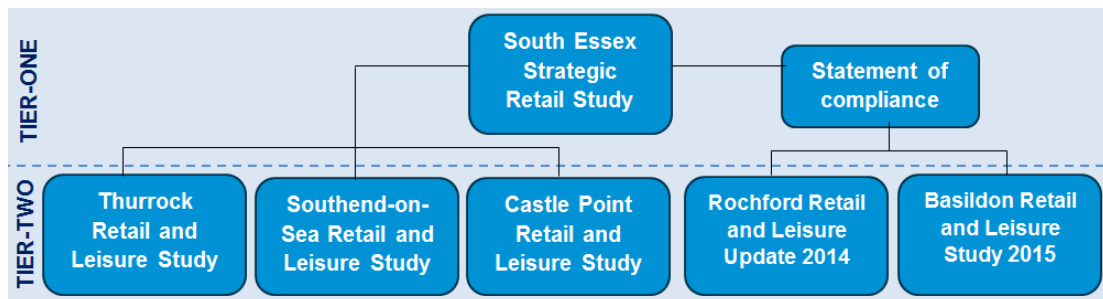 TIER-ONE
South Essex
Strategic
Retail Study
Statement of
compliance
TIER-TWO
Thurrock
Retail and
Leisure Study
Southend-on-
Sea Retail and
Leisure Study
Castle Point
Retail and
Leisure Study
Rochford Retail
and Leisure
Update 2014
Basildon Retail
and Leisure
Study 2015